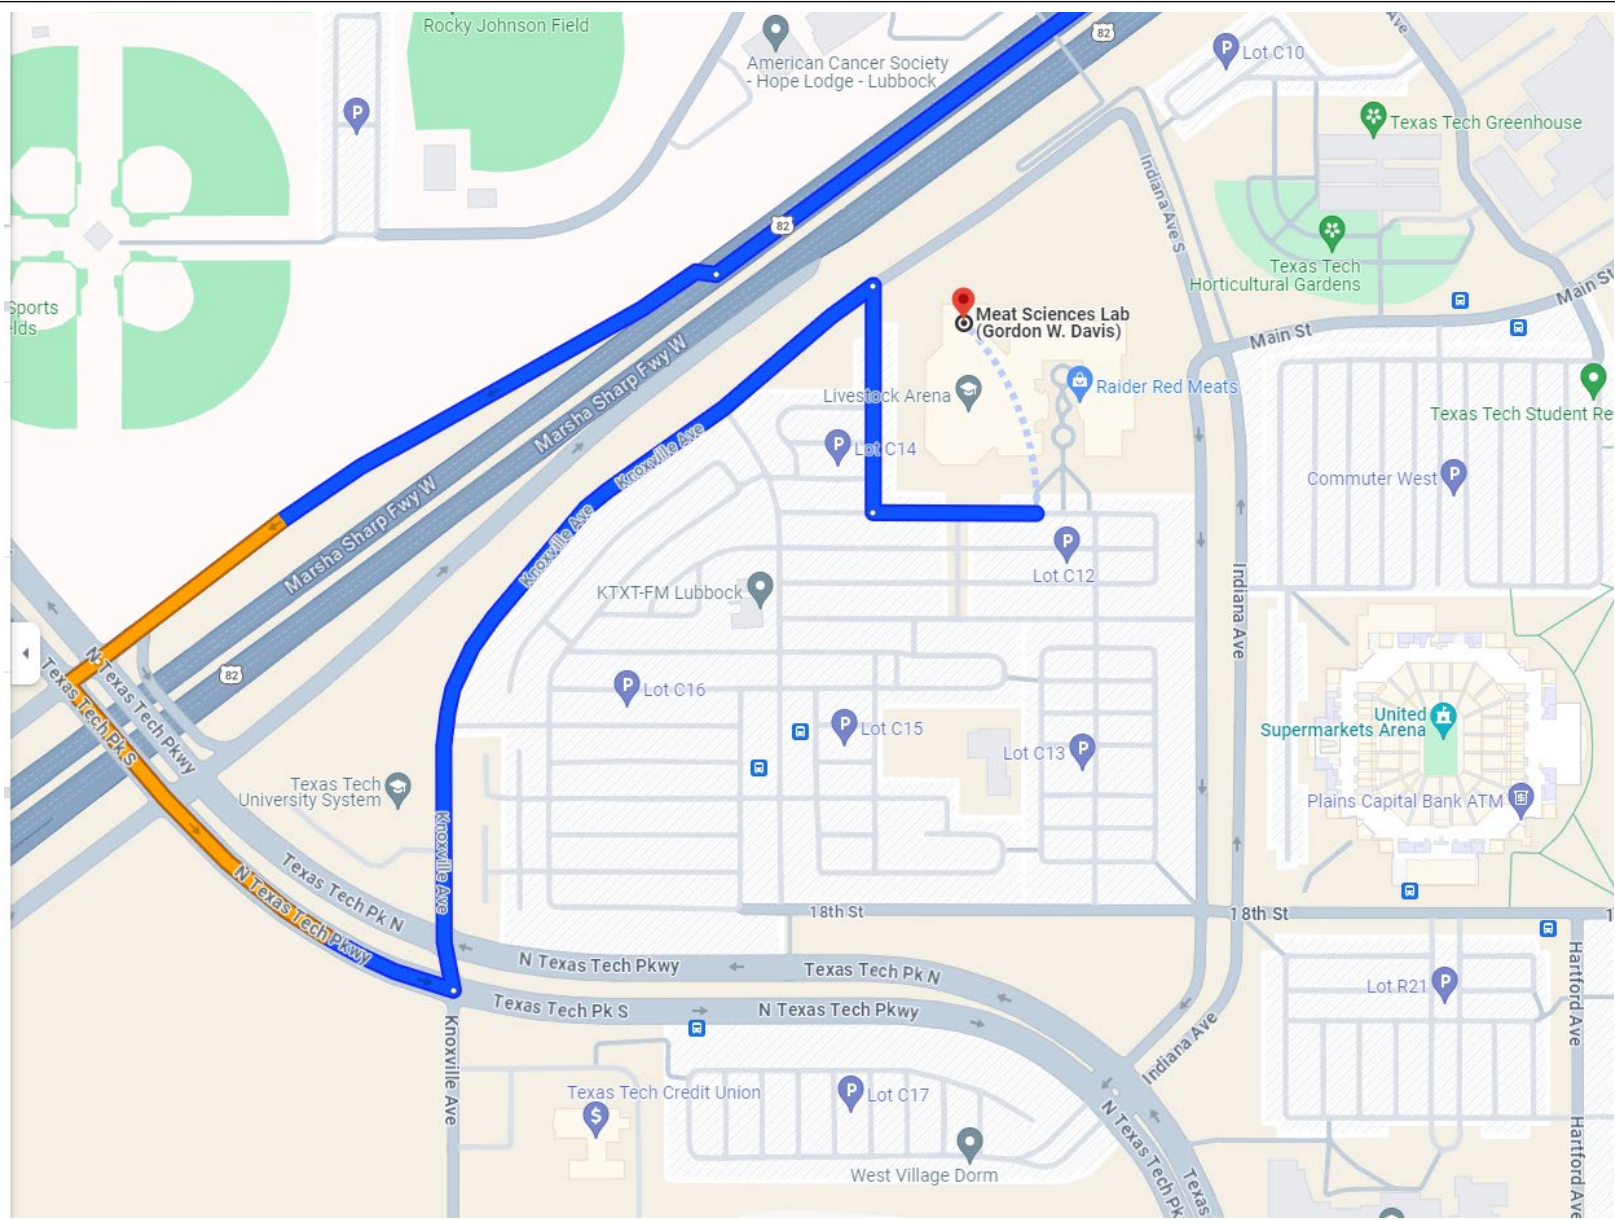 Rocky Johnson Field
P
American Cancer Society
- Hope Lodge - Lubbock
82
P
Lot C10
Ave
P
Texas Tech Greenhouse
Indiana Ave S
82
Texas Tech
Horticultural Gardens
Main St
Main St
Sports
lds
Meat Sciences Lab
(Gordon W. Davis)
Raider Red Meats
Livestock Arena
Texas Tech Student Re
Marsha Sharp Fwy W
Marsha Sharp Fwy W
Knoxville Ave
Knoxville Ave
P
Lot C14
Commuter West
P
P
Lot C12
KTXT-FM Lubbock
Indiana Ave
N Texas Tech Pkwy
Texas Tech Pk S
82
P
Lot C16
P
Lot C15
Lot C13
P
United
Supermarkets Arena
Texas Tech
University System
Plains Capital Bank ATM
$
Knoxville Ave
N Texas Tech Pkwy
Texas Tech Pk N
18th St
18th St
1
N Texas Tech Pkwy
Texas Tech Pk N
Texas Tech Pk S
N Texas Tech Pkwy
Lot R21
P
Hartford Ave
Knoxville Ave
Indiana Ave
Texas Tech Credit Union
$
P
Lot C17
West Village Dorm
N Texas Tech Pk
Texas
Hartford Ave